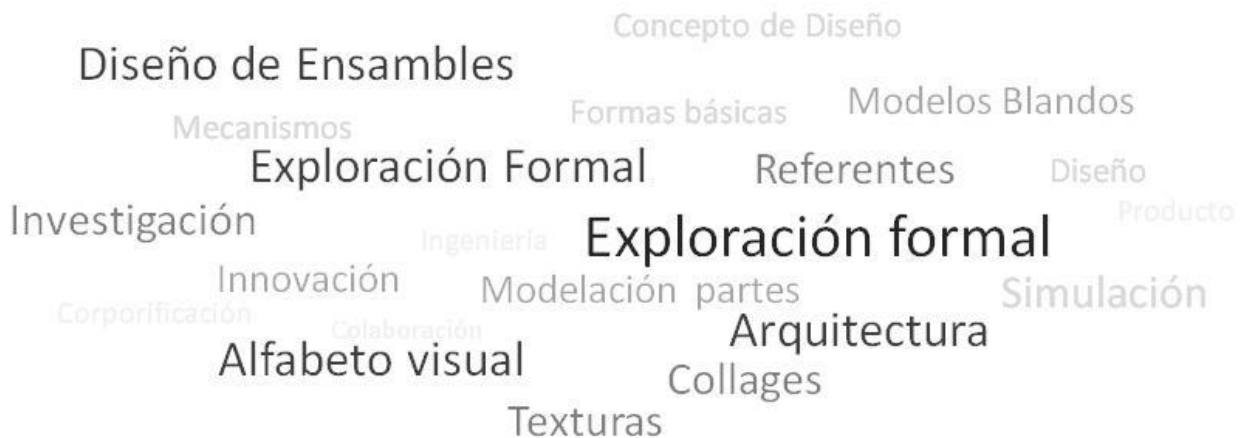 Concepto de Diseño
Diseño de Ensambles
Modelos Blandos
Formas básicas
Mecanismos
Exploración Formal
Referentes
Diseño
Investigación
Producto
Ingeniería
Exploración formal
Innovación
Modelación partes
Simulación
Corporificación
Colaboración
Arquitectura
Alfabeto visual
Collages
Texturas